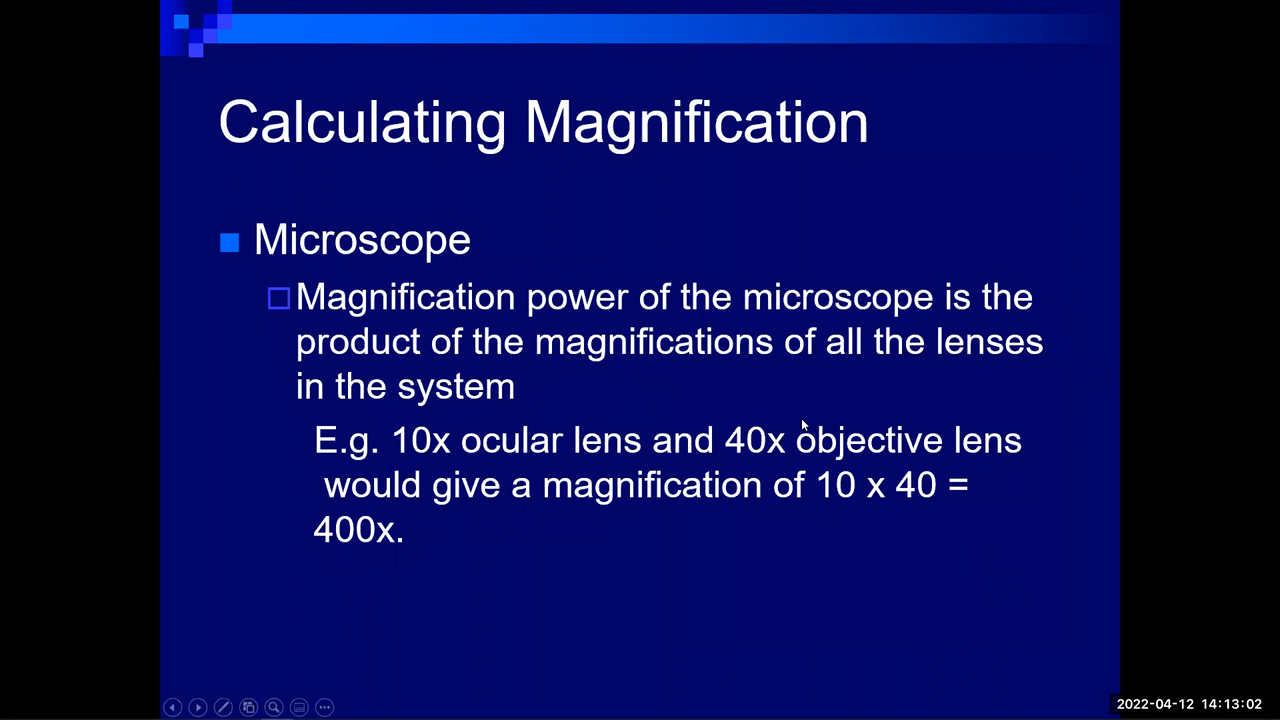 Calculating Magnification
Microscope
Magnification power of the microscope is the
product of the magnifications of all the lenses
in the system
E.g. 10x ocular lens and 40x objective lens
would give a magnification of 10 x 40 =
400x.
2022-04-12 14:13:02